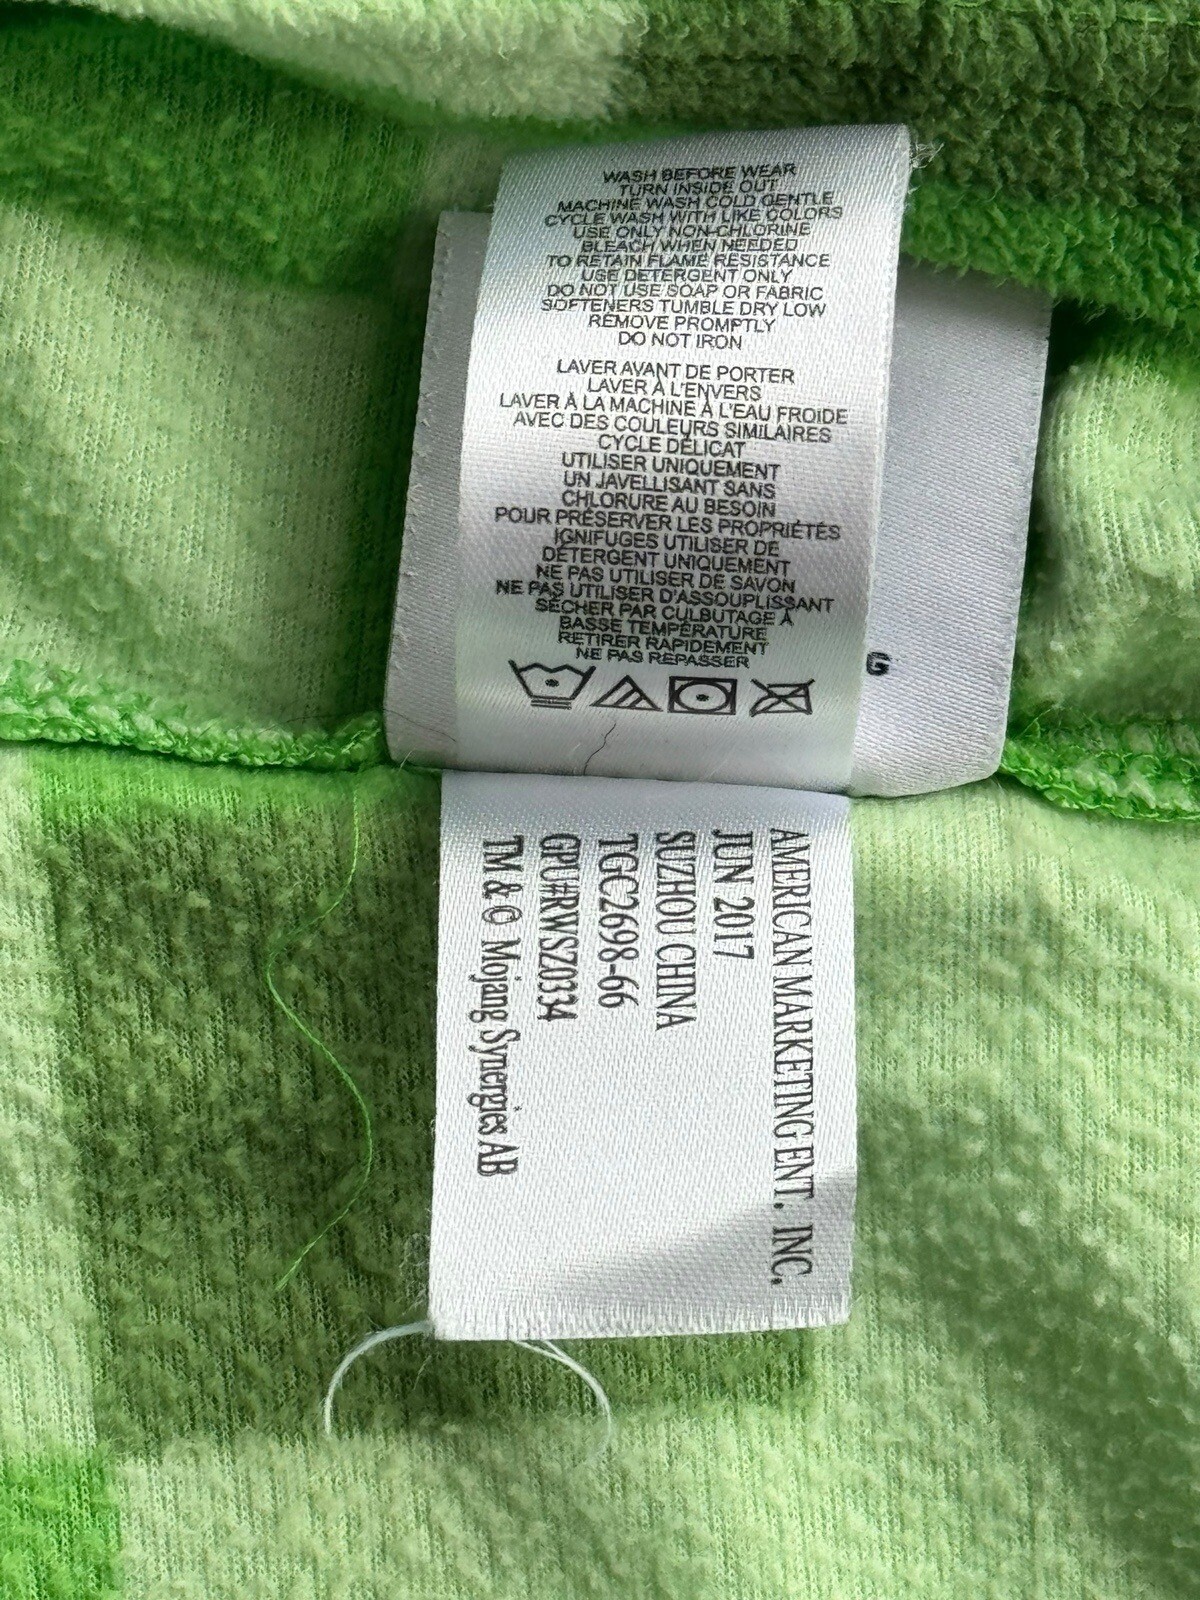 WASH BEFORE WEAR
TURN INSIDE OUT
MACHINE WASH COLD GENTLE
CYCLE WASH WITH LIKE COLORS
USE ONLY NON-CHLORINE
BLEACH WHEN NEEDED
TO RETAIN FLAME RESISTANCE
USE DETERGENT ONLY
DO NOT USE SOAP OR FABRIC
SOFTENERS TUMBLE DRY LOW
REMOVE PROMPTLY
DO NOT IRON
LAVER AVANT DE PORTER
LAVER À L'ENVERS
LAVER À LA MACHINE À L'EAU FROIDE
AVEC DES COULEURS SIMILAIRES
CYCLE DÉLICAT
UTILISER UNIQUEMENT
UN JAVELLISANT SANS
CHLORURE AU BESOIN
POUR PRÉSERVER LES PROPRIÉTÉS
IGNIFUGES UTILISER DE
DÉTERGENT UNIQUEMENT
NE PAS UTILISER DE SAVON
NE PAS UTILISER D'ASSOUPLISSANT
SÉCHER PAR CULBUTAGE À
BASSE TEMPÉRATURE
RETIRER RAPIDEMENT
NE PAS REPASSER
G
AMERICAN MARKETING ENT. INC.
JUN 2017
SUZHOU CHINA
TGC2698-66
GPU#RWSZ0334
TM & © Mojang Synergies AB